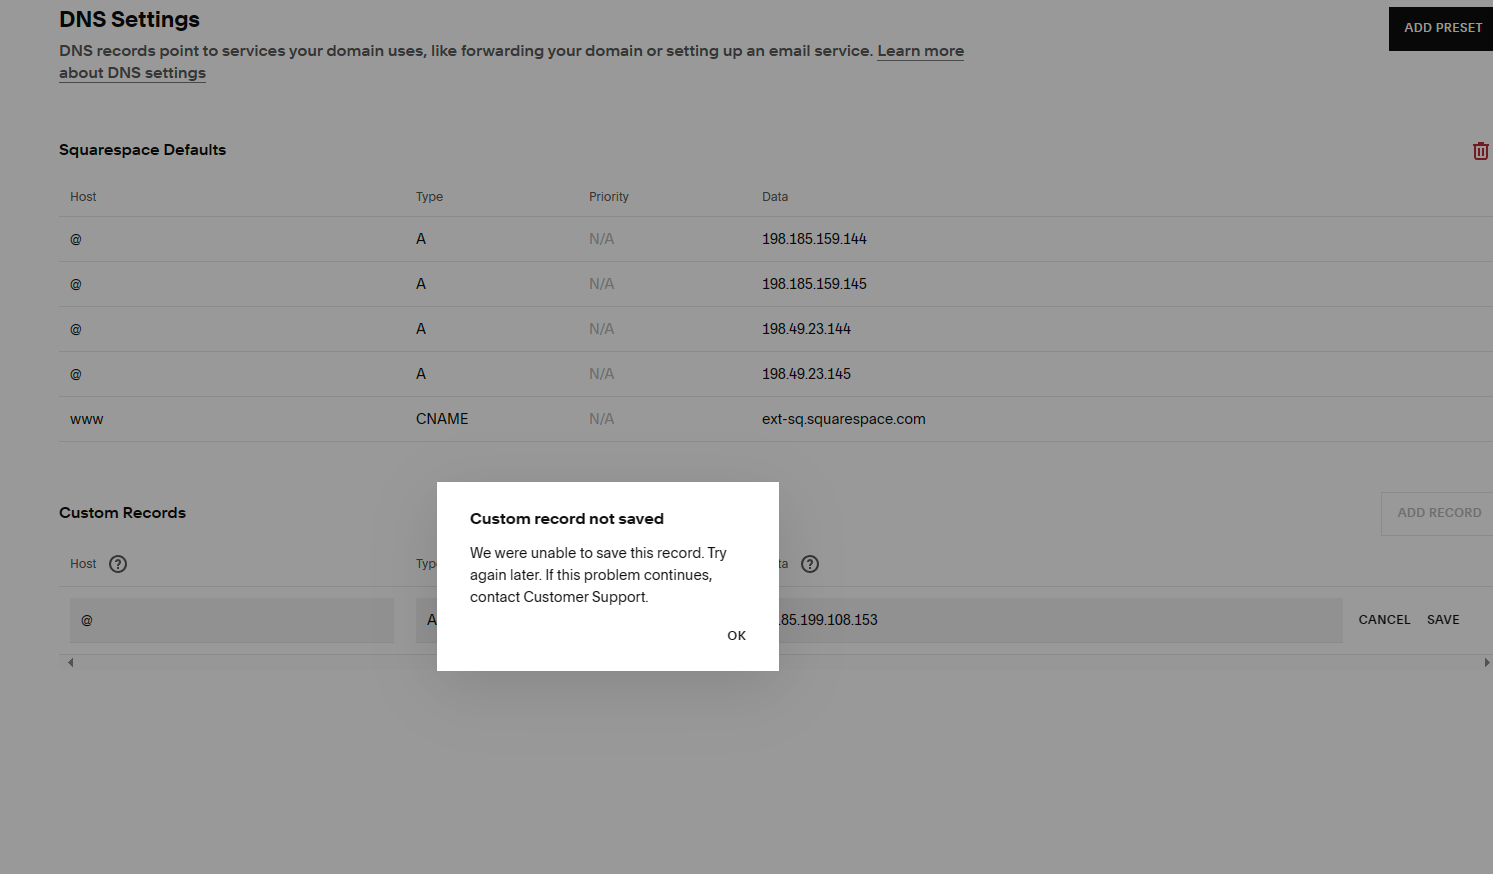 DNS Settings
ADD PRESET
DNS records point to services your domain uses, like forwarding your domain or setting up an email service. Learn more
about DNS settings
Squarespace Defaults
Host Type Priority Data
@ A N/A 198.185.159.144
@ A N/A 198.185.159.145
@ A N/A 198.49.23.144
@ A N/A 198.49.23.145
www CNAME N/A ext-sq.squarespace.com
Custom Records
ADD RECORD
Host ? Typ ta ?
@ A .85.199.108.153 CANCEL SAVE
Custom record not saved
We were unable to save this record. Try
again later. If this problem continues,
contact Customer Support.
OK